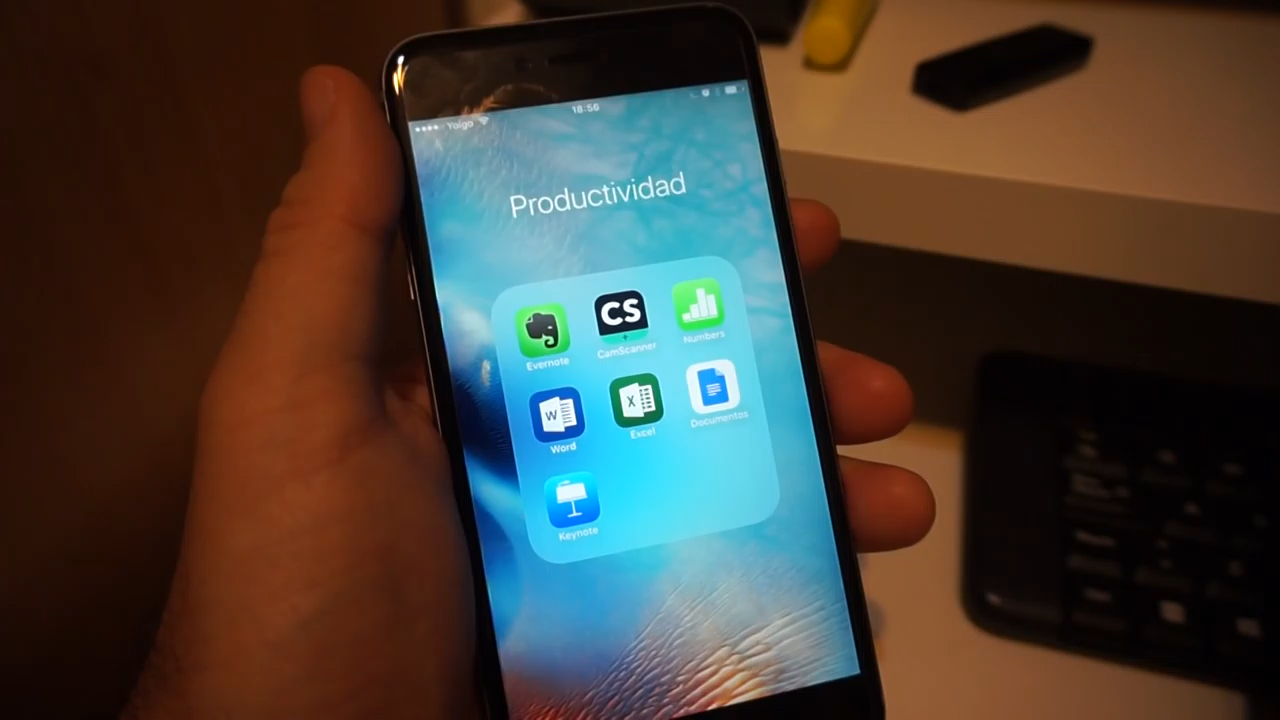 Yoigo 18:56
Productividad
CS
Evernote CamScanner Numbers
W X
Word Excel Documentos
Keynote